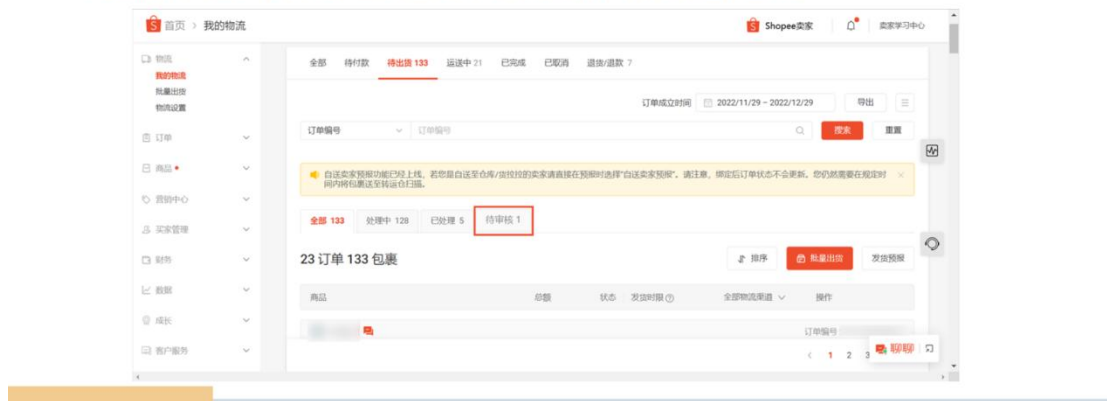 首页 > 我的物流
Shopee卖家
卖家学习中心
物流
我的物流
批量出货
物流设置
订单
商品
营销中心
买家管理
财务
数据
成长
客户服务
全部 待付款 待出货 133 运送中 21 已完成 已取消 退货/退款 7
订单成立时间 2022/11/29 - 2022/12/29 导出
订单编号 订单编号 搜索 重置
自送卖家预报功能已经上线，若您是自送至仓库/货拉拉的卖家请直接在预报时选择"自送卖家预报"。请注意，绑定后订单状态不会更新，您仍然需要在规定时
间内将包裹送至转运仓扫描。
全部 133 处理中 128 已处理 5 待审核 1
23 订单 133 包裹
排序 批量出货 发货预报
商品 总额 状态 发货时限 全部物流渠道 操作
订单编号
1 2 3
聊聊